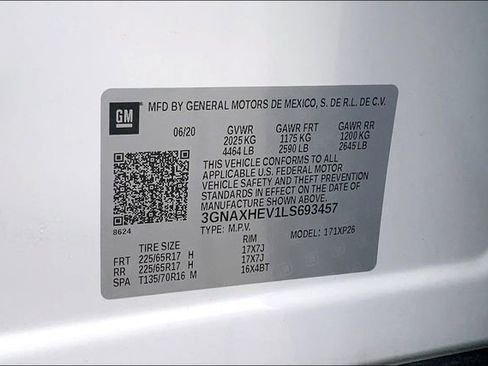 GM MFD BY GENERAL MOTORS DE MEXICO, S. DE R.L. DE C.V.
06/20 GVWR GAWR FRT GAWR RR
2025 KG 1175 KG 1200 KG
4464 LB 2590 LB 2645 LB
THIS VEHICLE CONFORMS TO ALL
APPLICABLE U.S. FEDERAL MOTOR
VEHICLE SAFETY AND THEFT PREVENTION
STANDARDS IN EFFECT ON THE DATE
OF MANUFACTURE SHOWN ABOVE.
3GNAXHEV1LS693457
8624 TYPE: M.P.V. MODEL: 171XP26
TIRE SIZE RIM
FRT 225/65R17 H 17X7J
RR 225/65R17 H 17X7J
SPA T135/70R16 M 16X4BT